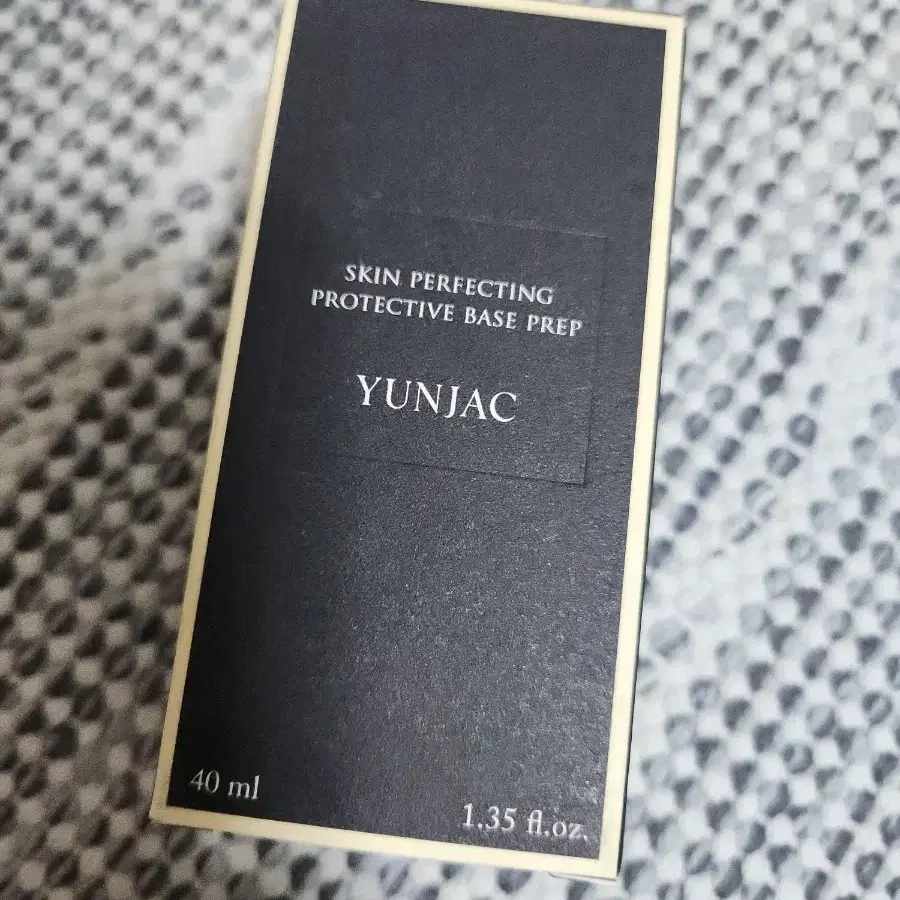 SKIN PERFECTING
PROTECTIVE BASE PREP
YUNJAC
40 ml
1.35 fl.oz.